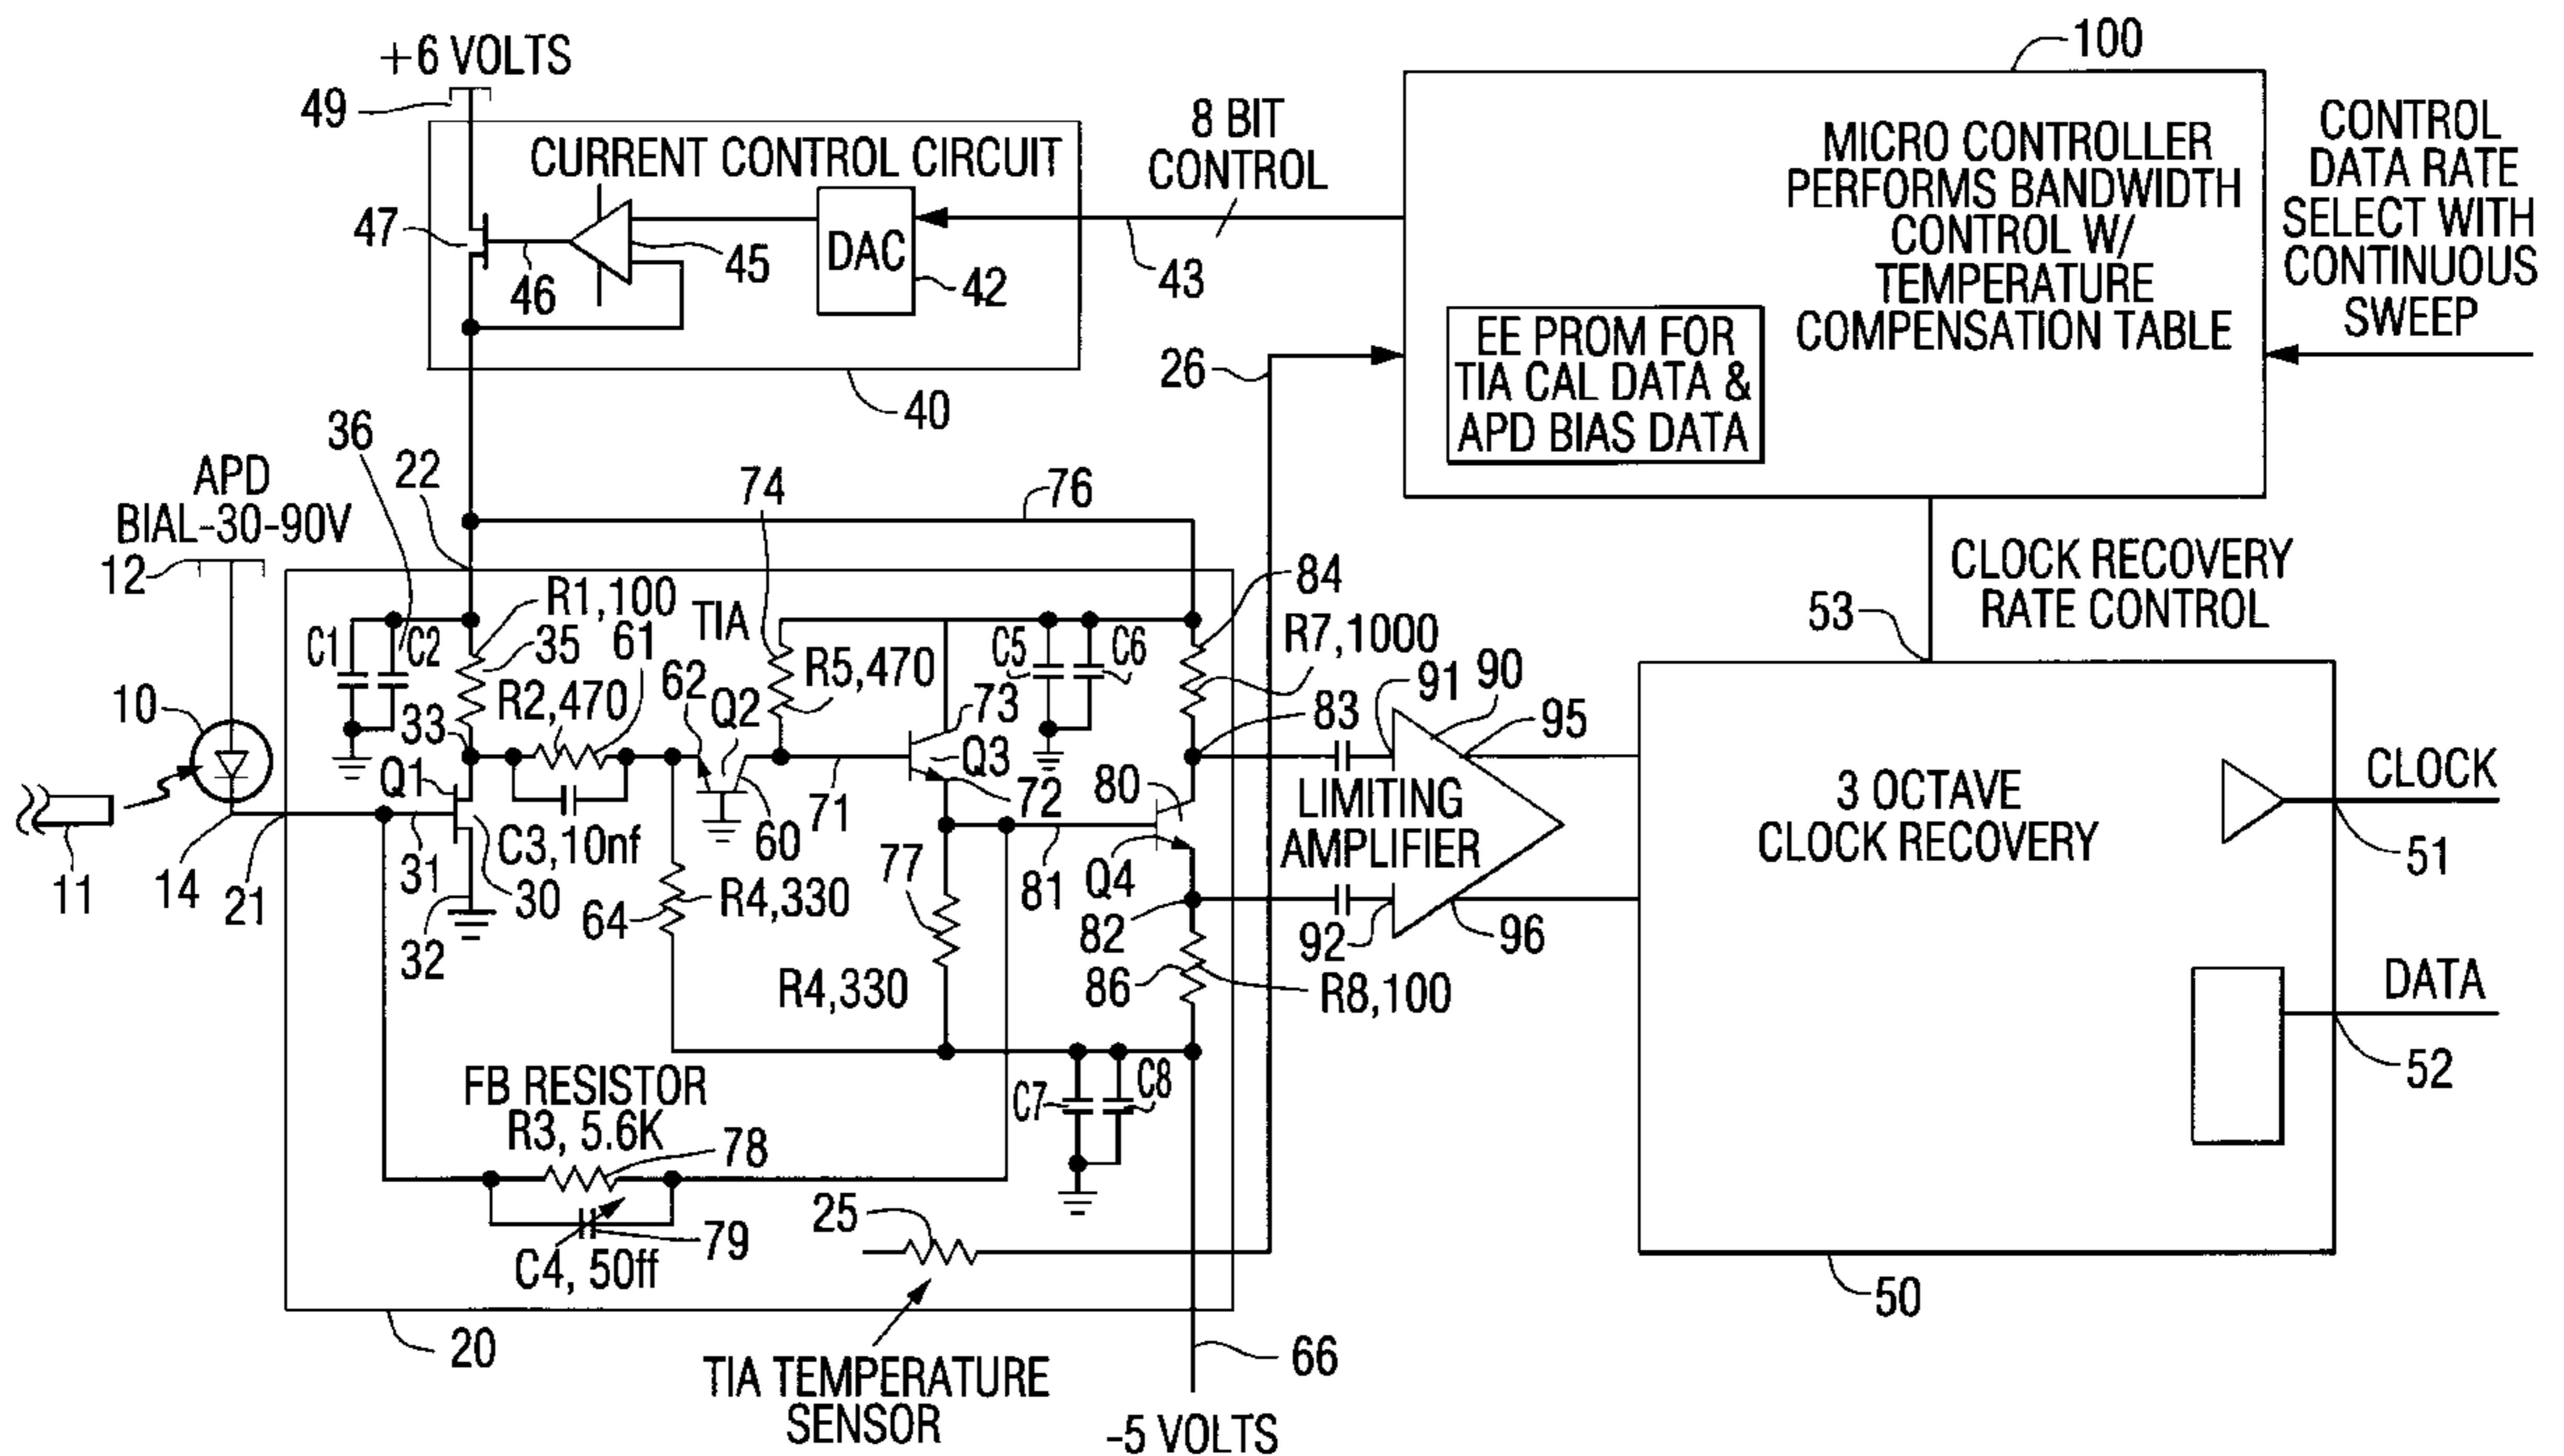 +6 VOLTS
49
CURRENT CONTROL CIRCUIT
47
46
45
DAC
42
40
8 BIT
CONTROL
43
100
MICRO CONTROLLER
PERFORMS BANDWIDTH
CONTROL W/
TEMPERATURE
COMPENSATION TABLE
EE PROM FOR
TIA CAL DATA &
APD BIAS DATA
CONTROL
DATA RATE
SELECT WITH
CONTINUOUS
SWEEP
26
36
22
APD
BIAL-30-90V
12
74
76
84
CLOCK RECOVERY
RATE CONTROL
53
C1
C2
R1,100
35
61
TIA
R5,470
C5
C6
R7,1000
10
33
R2,470
62
Q2
73
83
91
90
95
Q1
Q3
72
80
LIMITING
AMPLIFIER
3 OCTAVE
CLOCK RECOVERY
CLOCK
51
11
14
21
31
30
32
C3,10nf
60
71
77
81
Q4
64
R4,330
82
92
96
R4,330
86
R8,100
DATA
52
FB RESISTOR
R3, 5.6K
78
C7
C8
79
C4, 50ff
25
20
TIA TEMPERATURE
SENSOR
66
-5 VOLTS
50